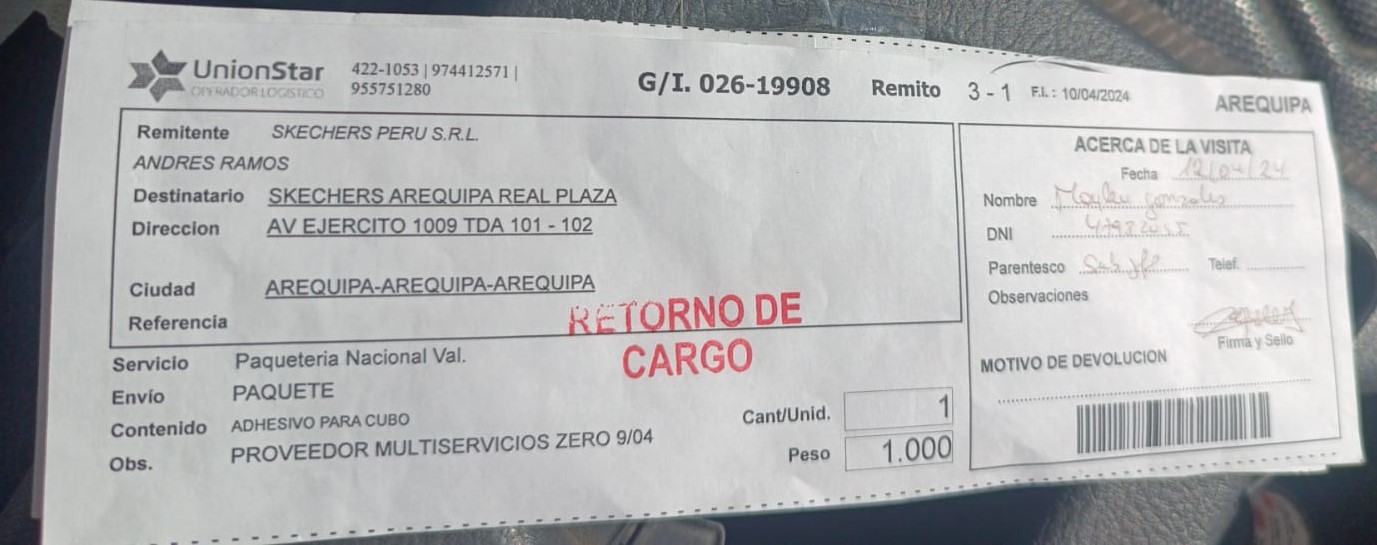 UnionStar
OPERADOR LOGISTICO
422-1053 | 974412571 |
955751280
G/I. 026-19908
Remito 3 - 1
F.I.: 10/04/2024
AREQUIPA
Remitente SKECHERS PERU S.R.L.
ANDRES RAMOS
Destinatario SKECHERS AREQUIPA REAL PLAZA
Direccion AV EJERCITO 1009 TDA 101 - 102
Ciudad AREQUIPA-AREQUIPA-AREQUIPA
Referencia
RETORNO DE
CARGO
Servicio Paqueteria Nacional Val.
Envío PAQUETE
Contenido ADHESIVO PARA CUBO
Obs. PROVEEDOR MULTISERVICIOS ZERO 9/04
Cant/Unid. 1
Peso 1.000
ACERCA DE LA VISITA
Fecha 12/04/24
Nombre gonzales
DNI
Parentesco
Telef.
Observaciones
Firma y Sello
MOTIVO DE DEVOLUCION